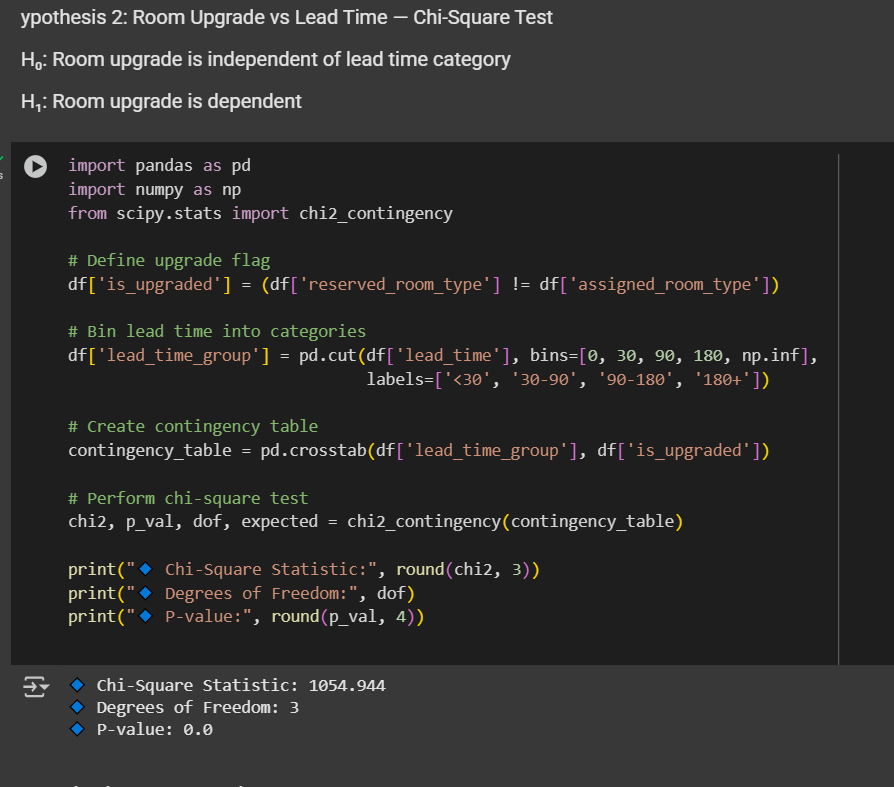 ypothesis 2: Room Upgrade vs Lead Time — Chi-Square Test
H₀: Room upgrade is independent of lead time category
H₁: Room upgrade is dependent
import pandas as pd
import numpy as np
from scipy.stats import chi2_contingency
# Define upgrade flag
df['is_upgraded'] = (df['reserved_room_type'] != df['assigned_room_type'])
# Bin lead time into categories
df['lead_time_group'] = pd.cut(df['lead_time'], bins=[0, 30, 90, 180, np.inf],
labels=['<30', '30-90', '90-180', '180+'])
# Create contingency table
contingency_table = pd.crosstab(df['lead_time_group'], df['is_upgraded'])
# Perform chi-square test
chi2, p_val, dof, expected = chi2_contingency(contingency_table)
print("🔹 Chi-Square Statistic:", round(chi2, 3))
print("🔹 Degrees of Freedom:", dof)
print("🔹 P-value:", round(p_val, 4))
🔹 Chi-Square Statistic: 1054.944
🔹 Degrees of Freedom: 3
🔹 P-value: 0.0